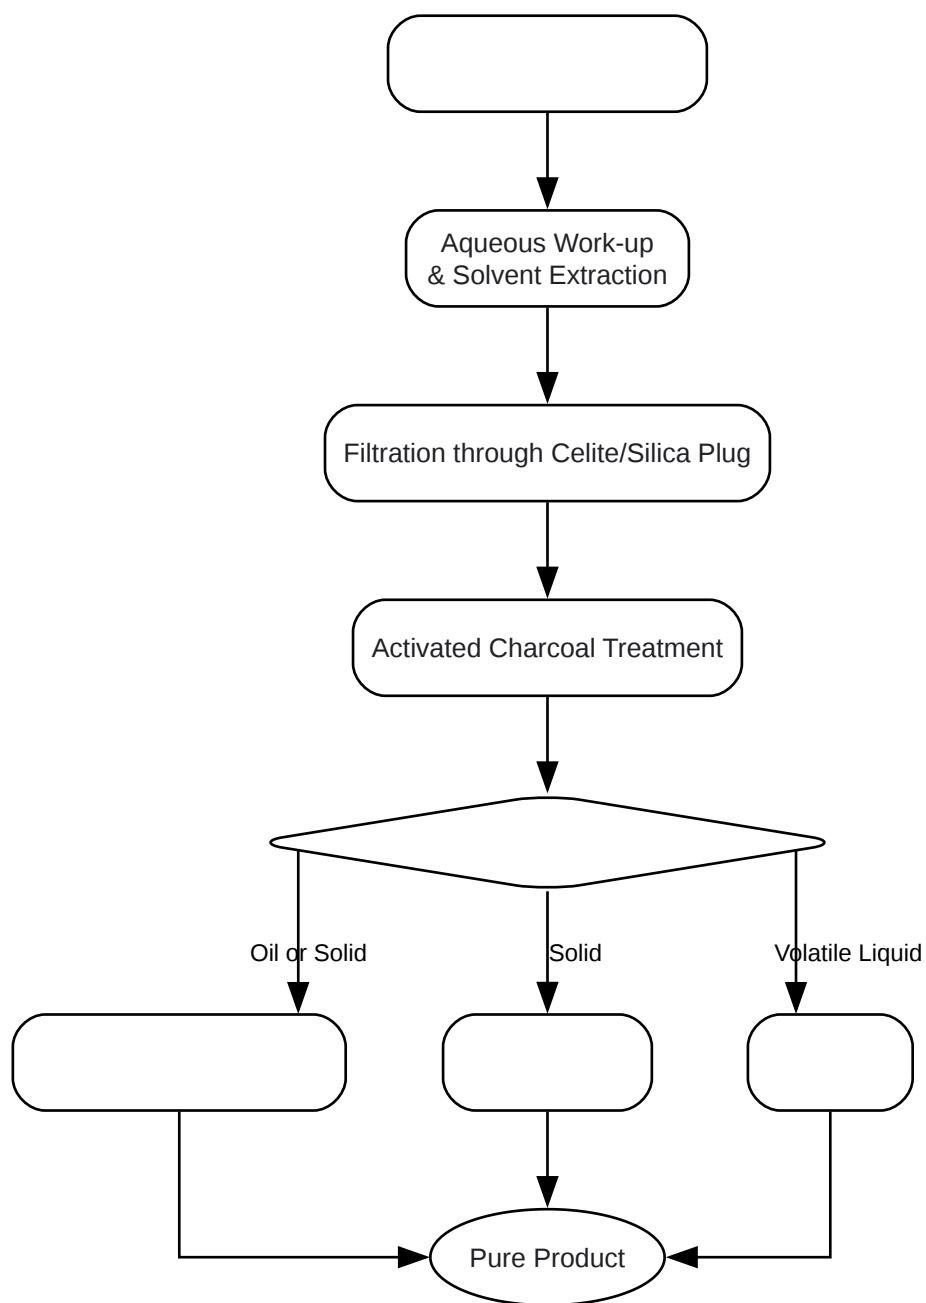 Aqueous Work-up
& Solvent Extraction
Filtration through Celite/Silica Plug
Activated Charcoal Treatment
Oil or Solid
Solid
Volatile Liquid
Pure Product